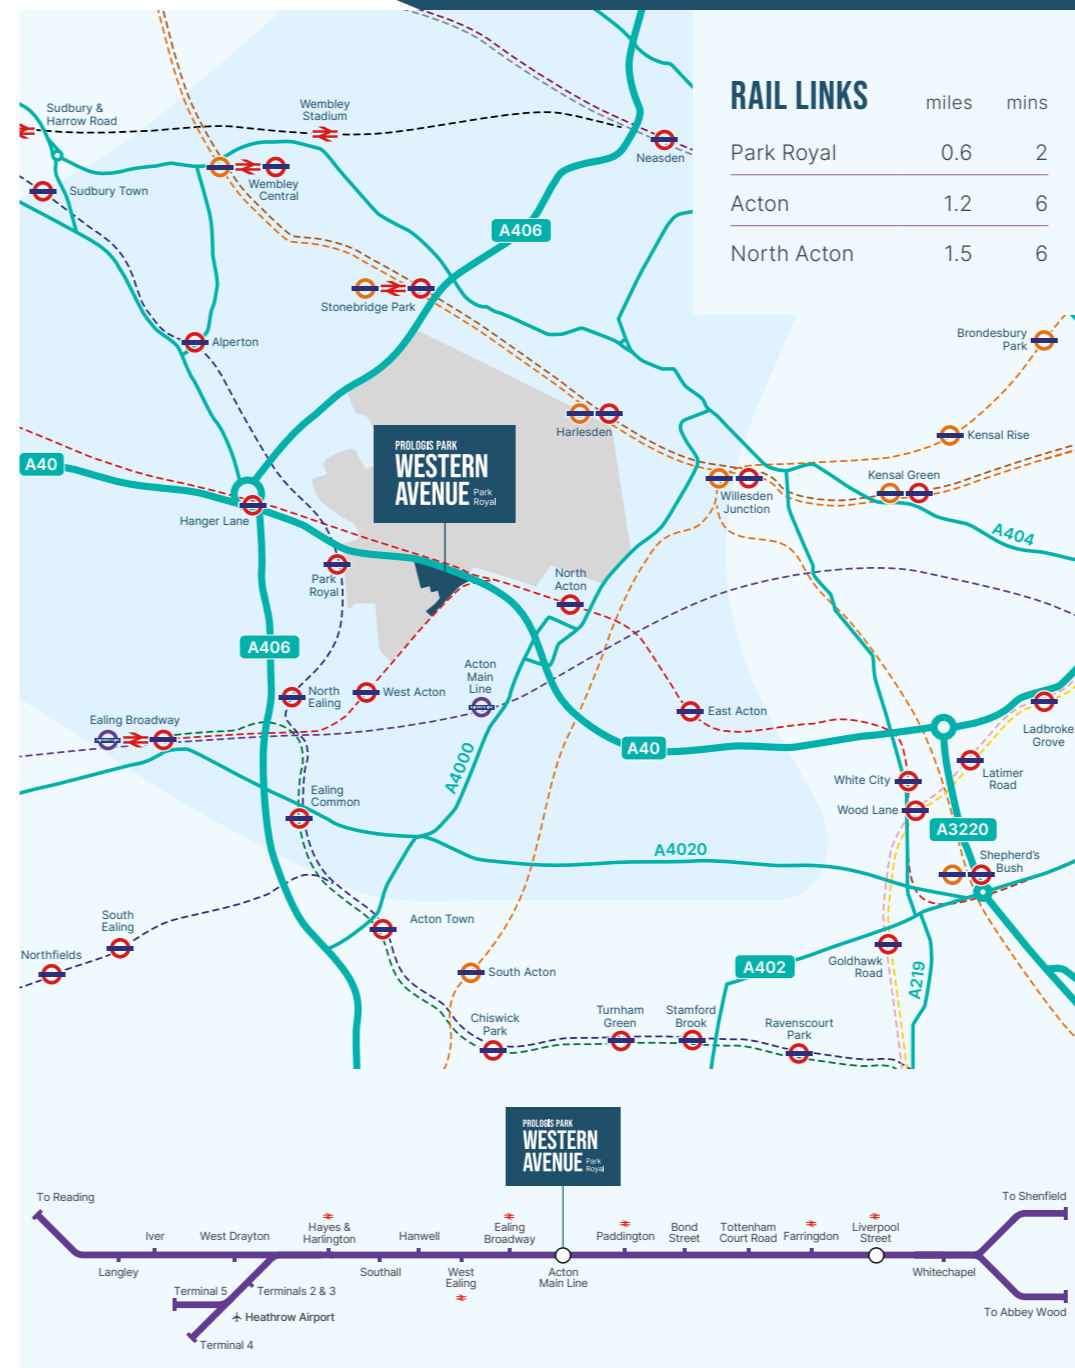 RAIL LINKS miles mins
Park Royal 0.6 2
Acton 1.2 6
North Acton 1.5 6
Sudbury &
Harrow Road
Wembley
Stadium
Neasden
Sudbury Town
Wembley
Central
A406
Stonebridge Park
Alperton
Brondesbury
Park
Harlesden
Kensal Rise
PROLOGIS PARK
WESTERN
AVENUE Park
Royal
A40
Hanger Lane
Willesden
Junction
Kensal Green
A404
Park
Royal
North
Acton
A406
Acton
Main
Line
North
Ealing
West Acton
East Acton
Ealing Broadway
A40
A4000
Ladbroke
Grove
White City
Latimer
Road
Wood Lane
Ealing
Common
A3220
A4020
Shepherd's
Bush
South
Ealing
Acton Town
Northfields
South Acton
A402
Goldhawk
Road
A219
Chiswick
Park
Turnham
Green
Stamford
Brook
Ravenscourt
Park
PROLOGIS PARK
WESTERN
AVENUE Park
Royal
To Reading
Langley
Iver
West Drayton
Terminal 5
Terminals 2 & 3
Heathrow Airport
Terminal 4
Hayes &
Harlington
Southall
Hanwell
West
Ealing
Ealing
Broadway
Acton
Main Line
Paddington
Bond
Street
Tottenham
Court Road
Farringdon
Liverpool
Street
Whitechapel
To Shenfield
To Abbey Wood